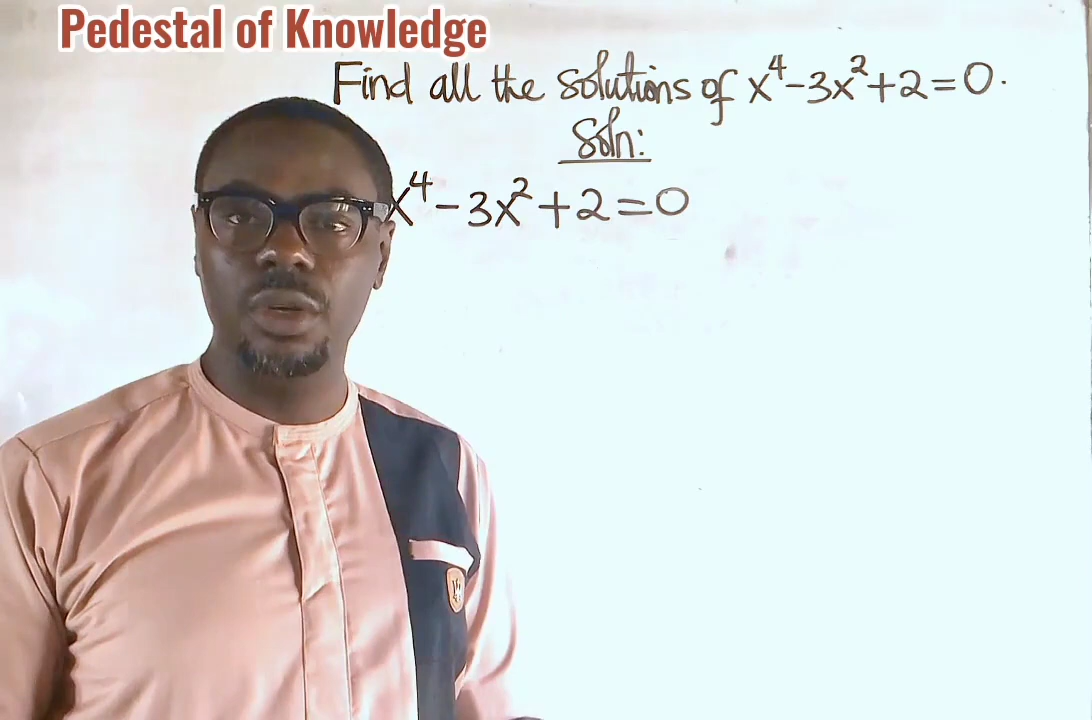 Pedestal of Knowledge
Find all the solutions of x⁴-3x²+2=0.
Soln:
x⁴-3x²+2=0